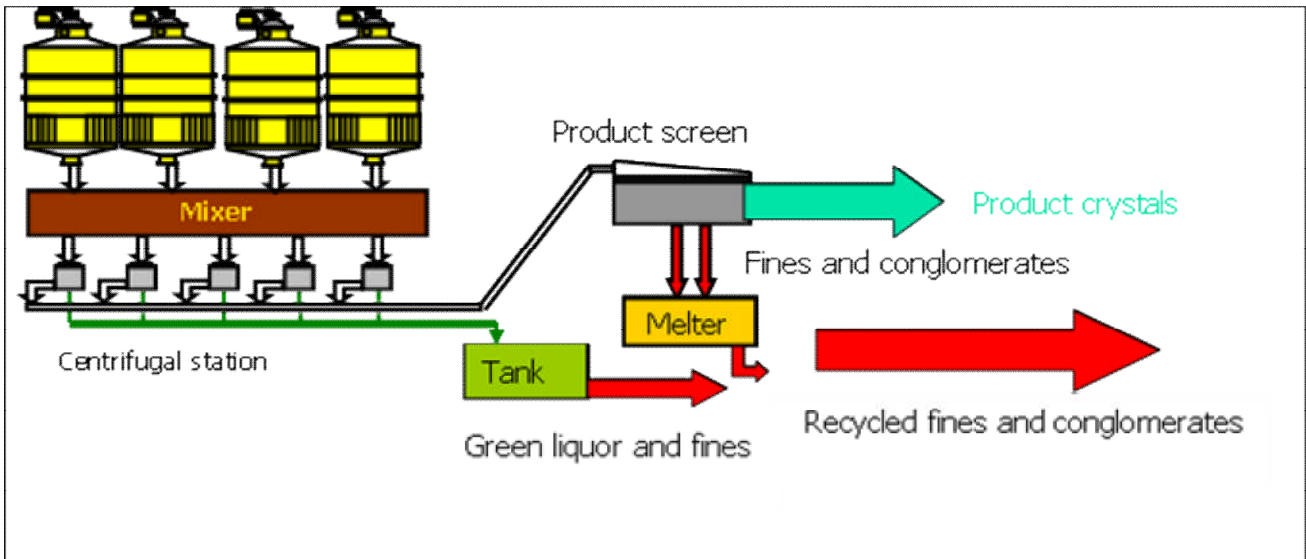 Product screen
Mixer
Product crystals
Fines and conglomerates
Melter
Centrifugal station
Tank
Recycled fines and conglomerates
Green liquor and fines